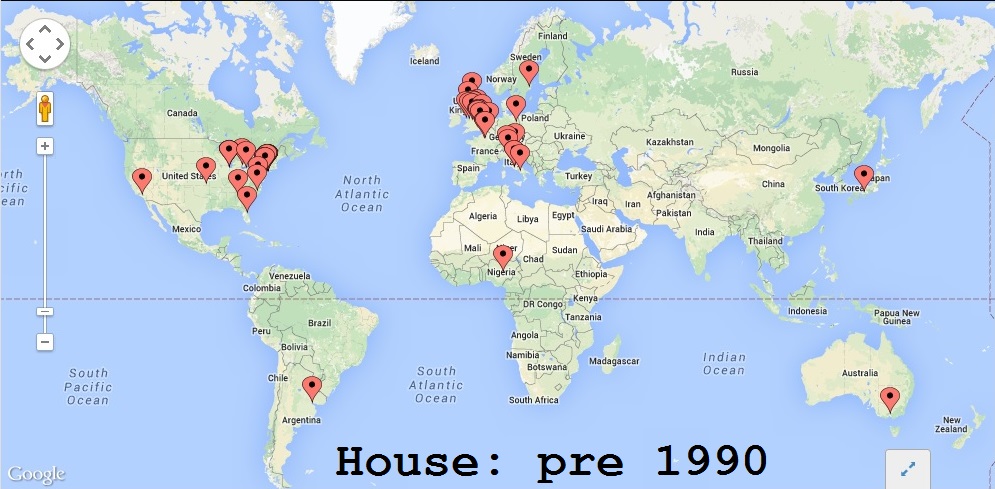 Finland
Sweden
Iceland
Norway
Russia
Canada
Poland
Ukraine
Kazakhstan
Mongolia
France
United States
Spain
Turkey
China
South Korea
North
Atlantic
Ocean
Iraq
Iran
Afghanistan
Pakistan
Algeria
Libya
Egypt
Saudi Arabia
India
Mexico
Mali
Chad
Sudan
Thailand
Nigeria
Ethiopia
Venezuela
Colombia
DR Congo
Kenya
Indonesia
Tanzania
Papua New
Guinea
Peru
Brazil
Angola
Bolivia
Namibia
Botswana
Madagascar
Indian
Ocean
South
Pacific
Ocean
South
Atlantic
Ocean
Chile
Australia
South Africa
Argentina
New
Zealand
House: pre 1990
Google